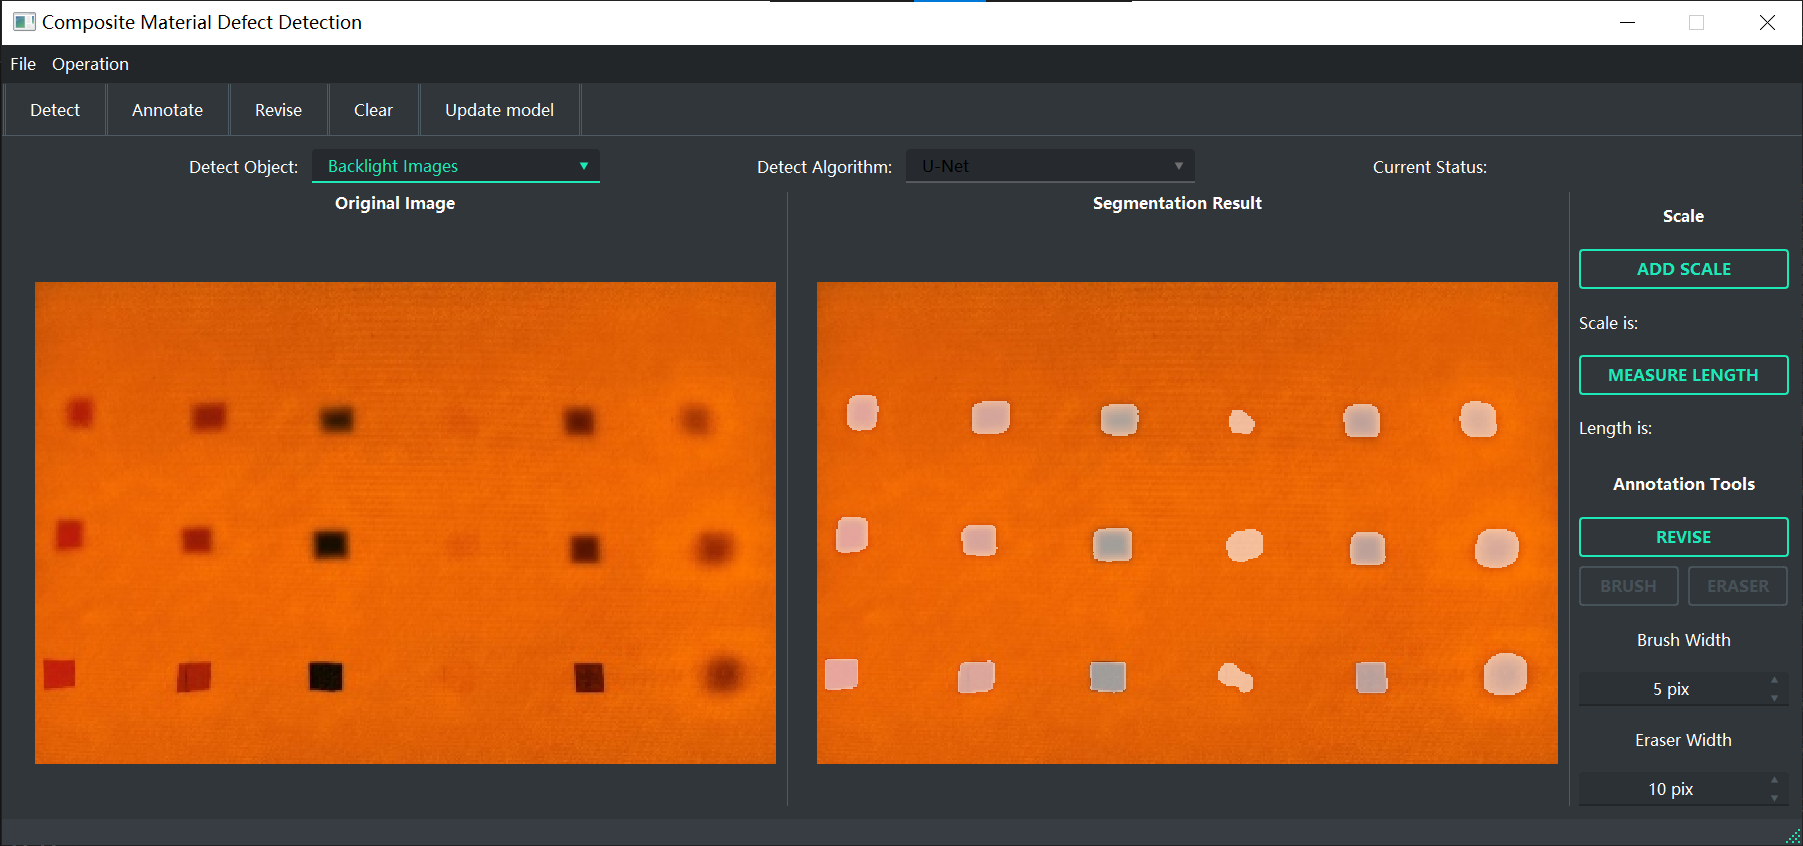 Composite Material Defect Detection
File Operation
Detect Annotate Revise Clear Update model
Detect Object: Backlight Images Detect Algorithm: U-Net Current Status:
Original Image
Segmentation Result
Scale
ADD SCALE
Scale is:
MEASURE LENGTH
Length is:
Annotation Tools
REVISE
BRUSH ERASER
Brush Width
5 pix
Eraser Width
10 pix